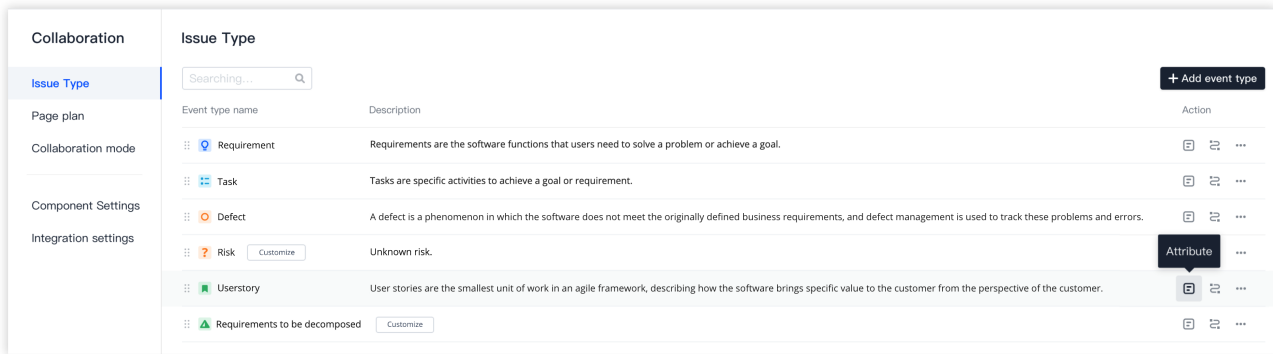 Collaboration
Issue Type
Page plan
Collaboration mode
Component Settings
Integration settings
Issue Type
Searching...
+ Add event type
Event type name Description Action
Requirement Requirements are the software functions that users need to solve a problem or achieve a goal.
Task Tasks are specific activities to achieve a goal or requirement.
Defect A defect is a phenomenon in which the software does not meet the originally defined business requirements, and defect management is used to track these problems and errors.
Risk Customize Unknown risk.
Attribute
Userstory User stories are the smallest unit of work in an agile framework, describing how the software brings specific value to the customer from the perspective of the customer.
Requirements to be decomposed Customize